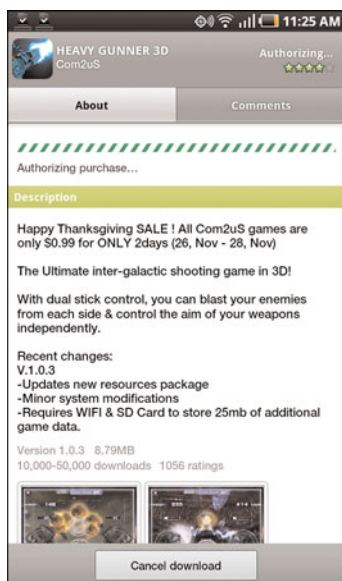 11:25 AM
HEAVY GUNNER 3D
Com2uS
Authorizing...
About
Comments
Authorizing purchase...
Description
Happy Thanksgiving SALE ! All Com2uS games are
only $0.99 for ONLY 2days (26, Nov - 28, Nov)
The Ultimate inter-galactic shooting game in 3D!
With dual stick control, you can blast your enemies
from each side & control the aim of your weapons
independently.
Recent changes:
V.1.0.3
-Updates new resources package
-Minor system modifications
-Requires WIFI & SD Card to store 25mb of additional
game data.
Version 1.0.3 8.79MB
10,000-50,000 downloads 1056 ratings
Cancel download